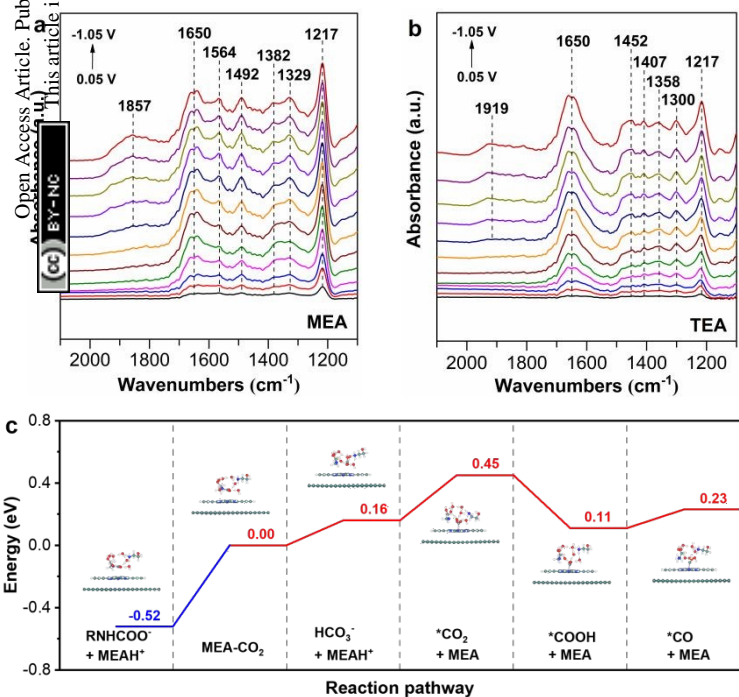 Open Access Article. Pub
This article i
(cc) BY-NC
a
-1.05 V
0.05 V
1857
1650
1564
1492
1382
1329
1217
Absorbance (a.u.)
MEA
2000 1800 1600 1400 1200
Wavenumbers (cm⁻¹)
b
-1.05 V
0.05 V
1919
1650
1452
1407
1358
1300
1217
Absorbance (a.u.)
TEA
2000 1800 1600 1400 1200
Wavenumbers (cm⁻¹)
c
Energy (eV)
0.8
0.4
0.0
-0.4
-0.8
-0.52
0.00
0.16
0.45
0.11
0.23
RNHCOO⁻
+ MEAH⁺
MEA-CO₂
HCO₃⁻
+ MEAH⁺
*CO₂
+ MEA
*COOH
+ MEA
*CO
+ MEA
Reaction pathway